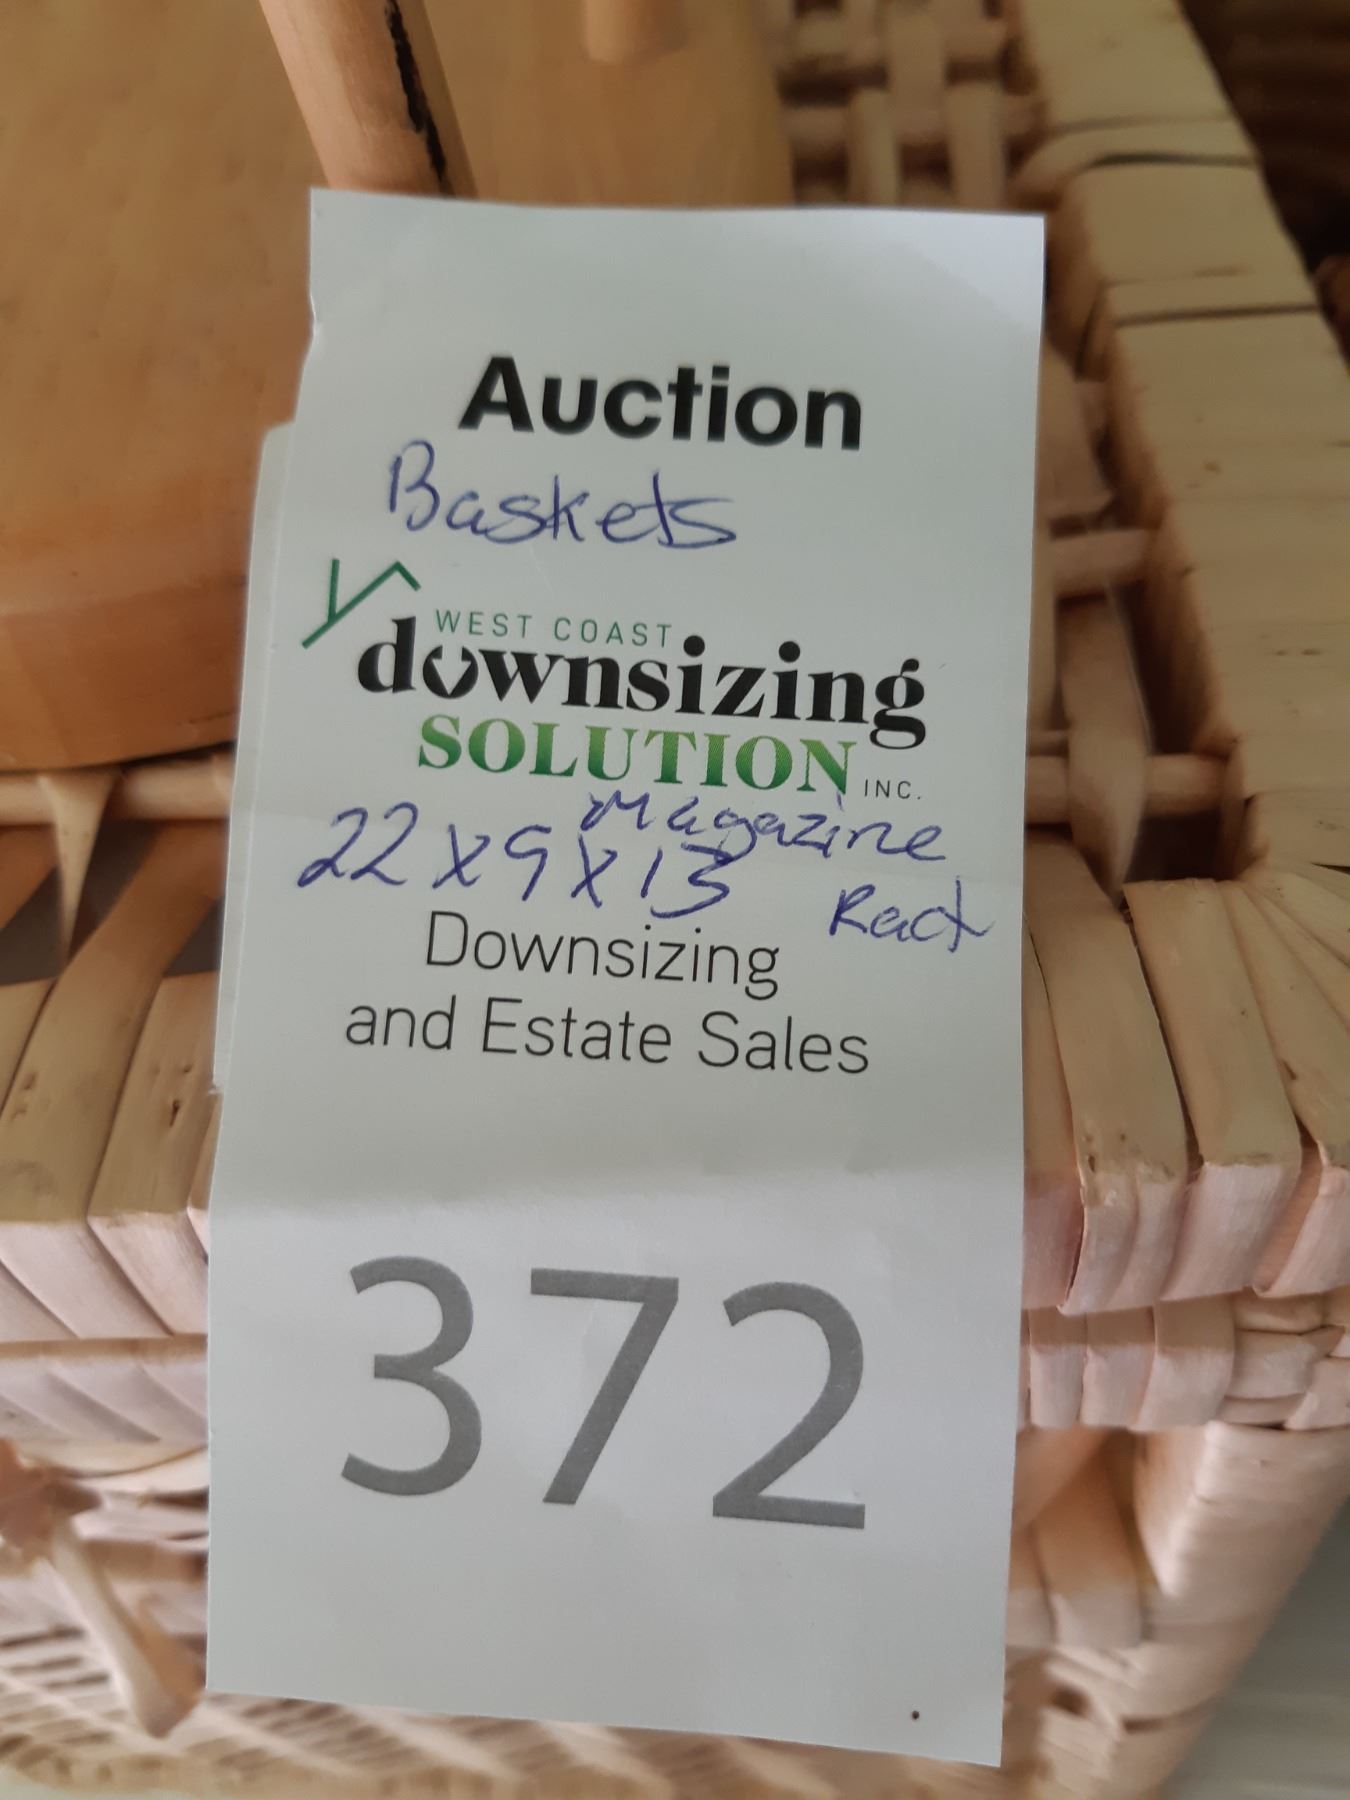 Auction
Baskets
WEST COAST
downsizing
SOLUTION INC.
Magazine
22 x 9 x 13 Rack
Downsizing
and Estate Sales
372